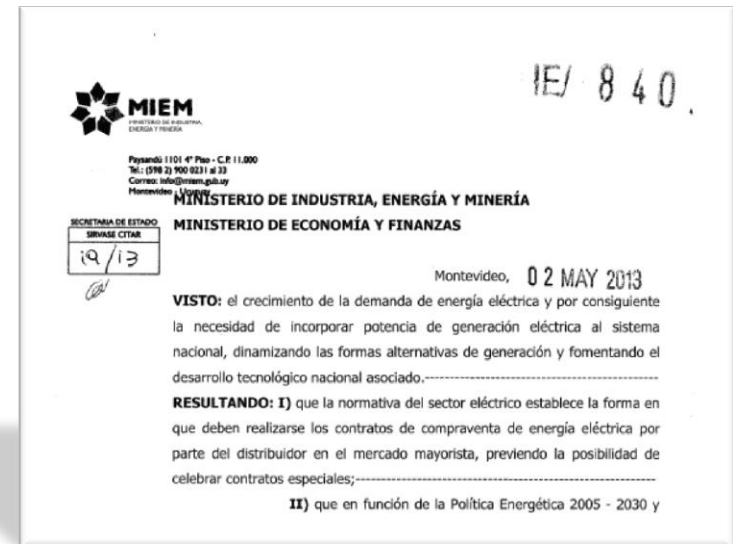 IE/ 840.
MIEM
MINISTERIO DE INDUSTRIA,
ENERGÍA Y MINERÍA
Paysandú 1101 4º Piso - C.P. 11.000
Tel.: (598 2) 900 0231 al 33
Correo: info@miem.gub.uy
Montevideo - Uruguay
MINISTERIO DE INDUSTRIA, ENERGÍA Y MINERÍA
SECRETARIA DE ESTADO
SIRVASE CITAR
MINISTERIO DE ECONOMÍA Y FINANZAS
19/13
Montevideo, 02 MAY 2013
VISTO: el crecimiento de la demanda de energía eléctrica y por consiguiente
la necesidad de incorporar potencia de generación eléctrica al sistema
nacional, dinamizando las formas alternativas de generación y fomentando el
desarrollo tecnológico nacional asociado.------------------------------------------
RESULTANDO: I) que la normativa del sector eléctrico establece la forma en
que deben realizarse los contratos de compraventa de energía eléctrica por
parte del distribuidor en el mercado mayorista, previendo la posibilidad de
celebrar contratos especiales;------------------------------------------------------
II) que en función de la Política Energética 2005 - 2030 y